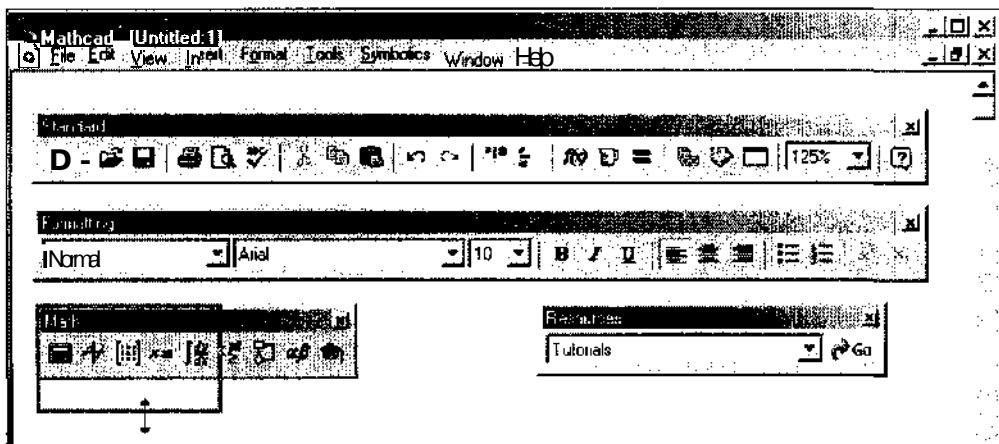 Mathcad [Untitled:1]
File Edit View Insert Format Tools Symbolics Window Help
Standard
D 125%
Formatting
Normal Arial 10 B I U
Math
αβ
Resources
Tutorials Go